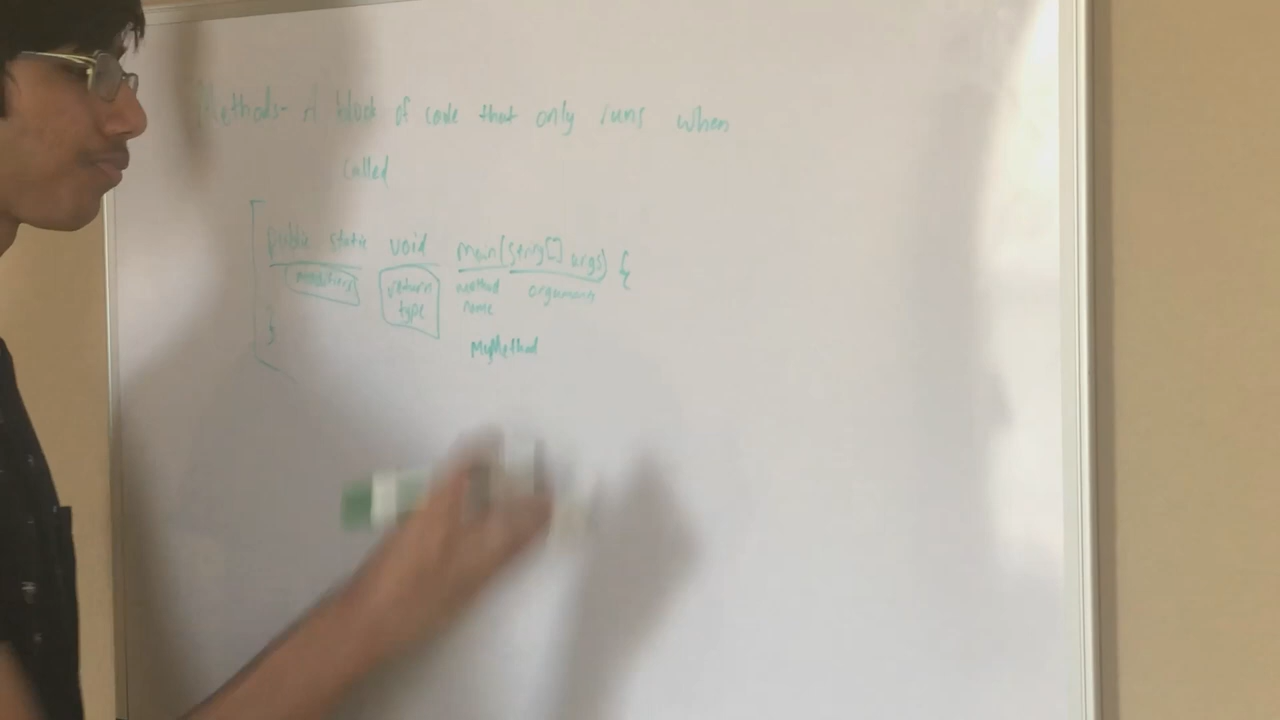 Methods- A block of code that only runs when
called
public static void main(String[] args) {
modifiers return type method name arguments
}
MyMethod